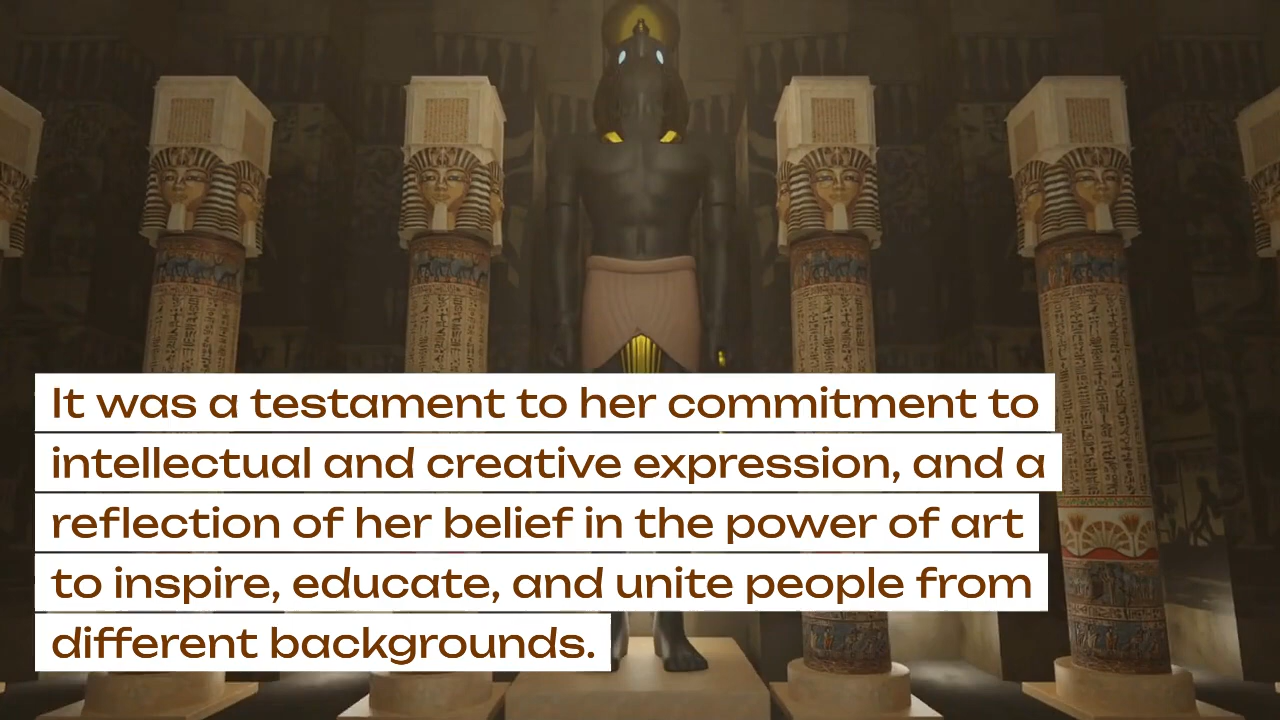 It was a testament to her commitment to
intellectual and creative expression, and a
reflection of her belief in the power of art
to inspire, educate, and unite people from
different backgrounds.